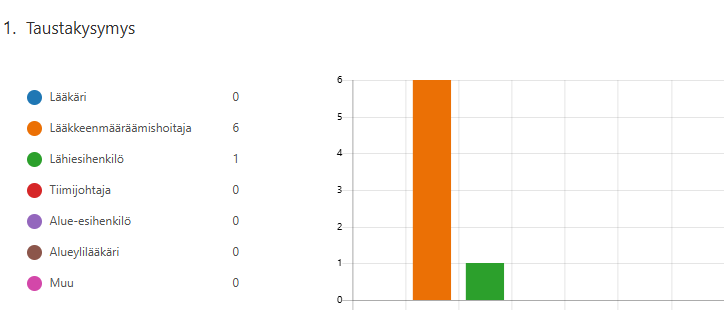 1. Taustakysymys
Lääkäri 0
Lääkkeenmääräämishoitaja 6
Lähiesihenkilö 1
Tiimijohtaja 0
Alue-esihenkilö 0
Alueylilääkäri 0
Muu 0
6
5
4
3
2
1
0